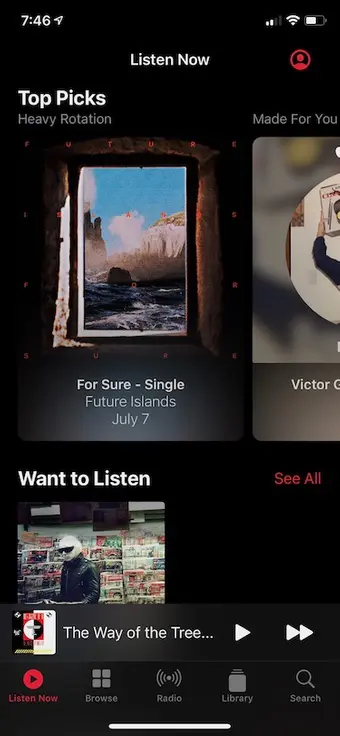 7:46
Listen Now
Top Picks
Heavy Rotation
Made For You
F U T U R E
I S L A N D S
F O R
S U R E
For Sure - Single
Future Islands
July 7
Victor G
Want to Listen
See All
The Way of the Tree...
Listen Now
Browse
Radio
Library
Search